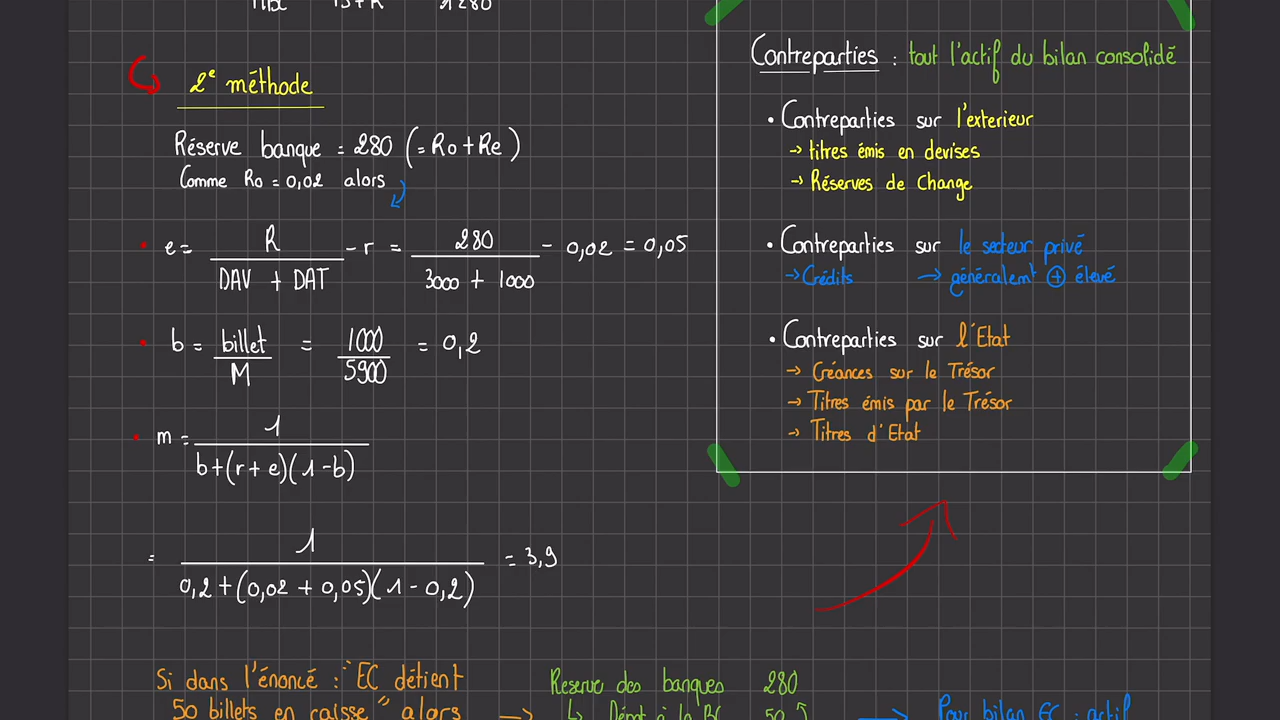 2e méthode
Réserve banque = 280 (= Ro + Re)
Comme Ro = 0,02 alors
e = R / DAV + DAT - r = 280 / 3000 + 1000 - 0,02 = 0,05
b = billet / M = 1000 / 5900 = 0,2
m = 1 / b+(r+e)(1-b)
= 1 / 0,2+(0,02 + 0,05)(1 - 0,2) = 3,9
Si dans l'énoncé : "EC détient
50 billets en caisse" alors
Reserve des banques 280
↳ Dépot à la BC 50
Pour bilan EC : actif
Contreparties : tout l'actif du bilan consolidé
• Contreparties sur l'exterieur
→ titres émis en devises
→ Réserves de Change
• Contreparties sur le secteur privé
→ Crédits → généralemt ⊕ élevé
• Contreparties sur l'Etat
→ Créances sur le Trésor
→ Titres émis par le Trésor
→ Titres d'Etat